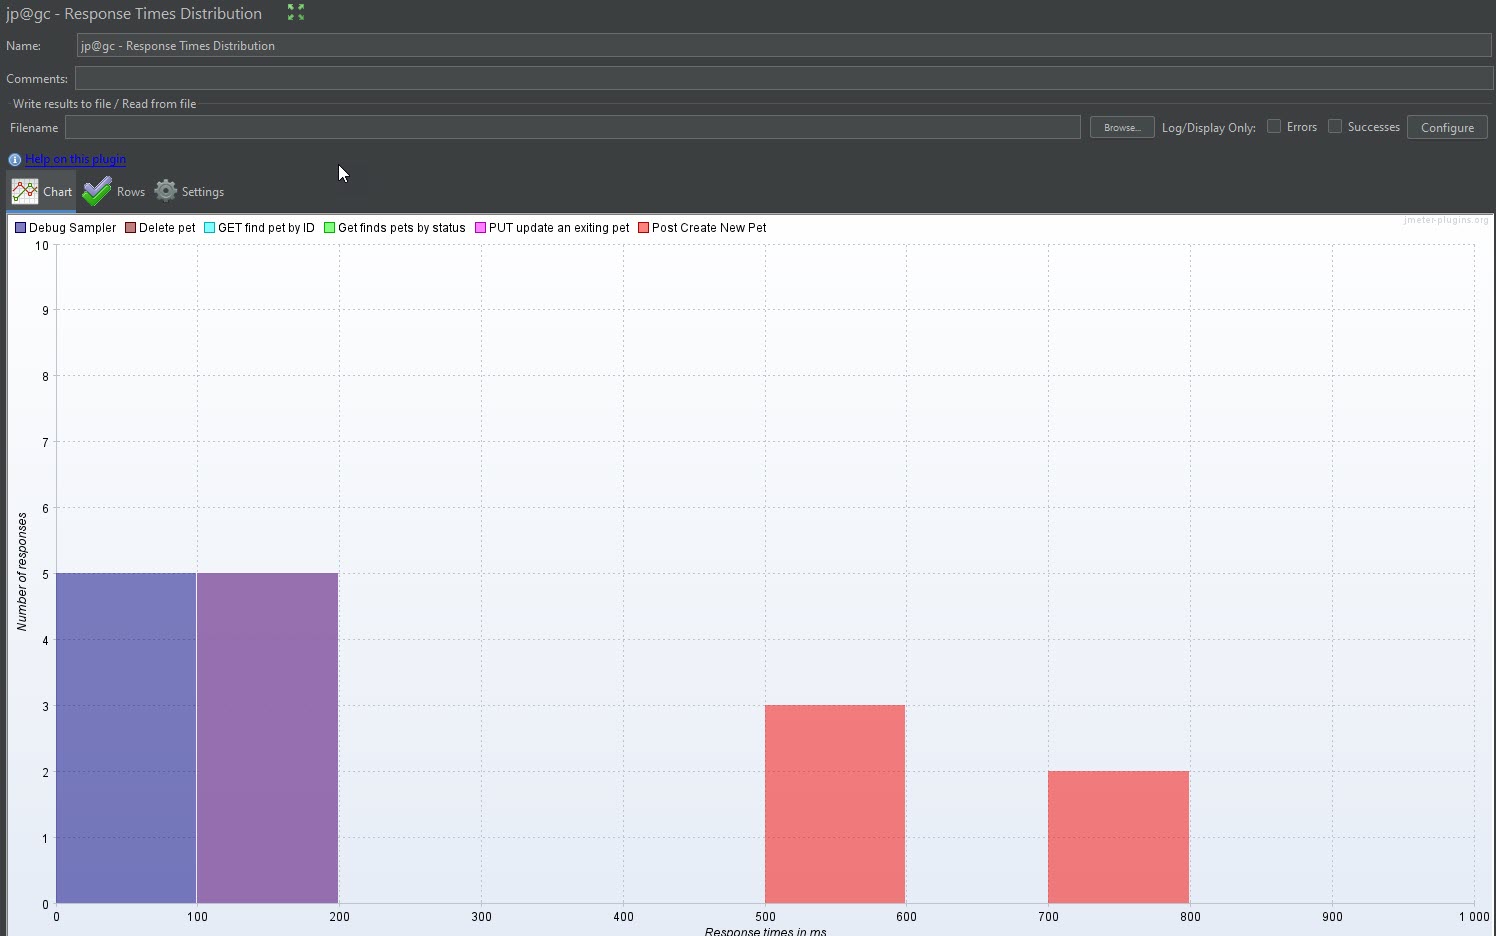 jp@gc - Response Times Distribution
Name: jp@gc - Response Times Distribution
Comments:
Write results to file / Read from file
Filename Browse... Log/Display Only: Errors Successes Configure
Help on this plugin
Chart Rows Settings
Debug Sampler Delete pet GET find pet by ID Get finds pets by status PUT update an exiting pet Post Create New Pet
jmeter-plugins.org
10
9
8
7
6
5
4
3
2
1
0
Number of responses
0 100 200 300 400 500 600 700 800 900 1 000
Response times in ms